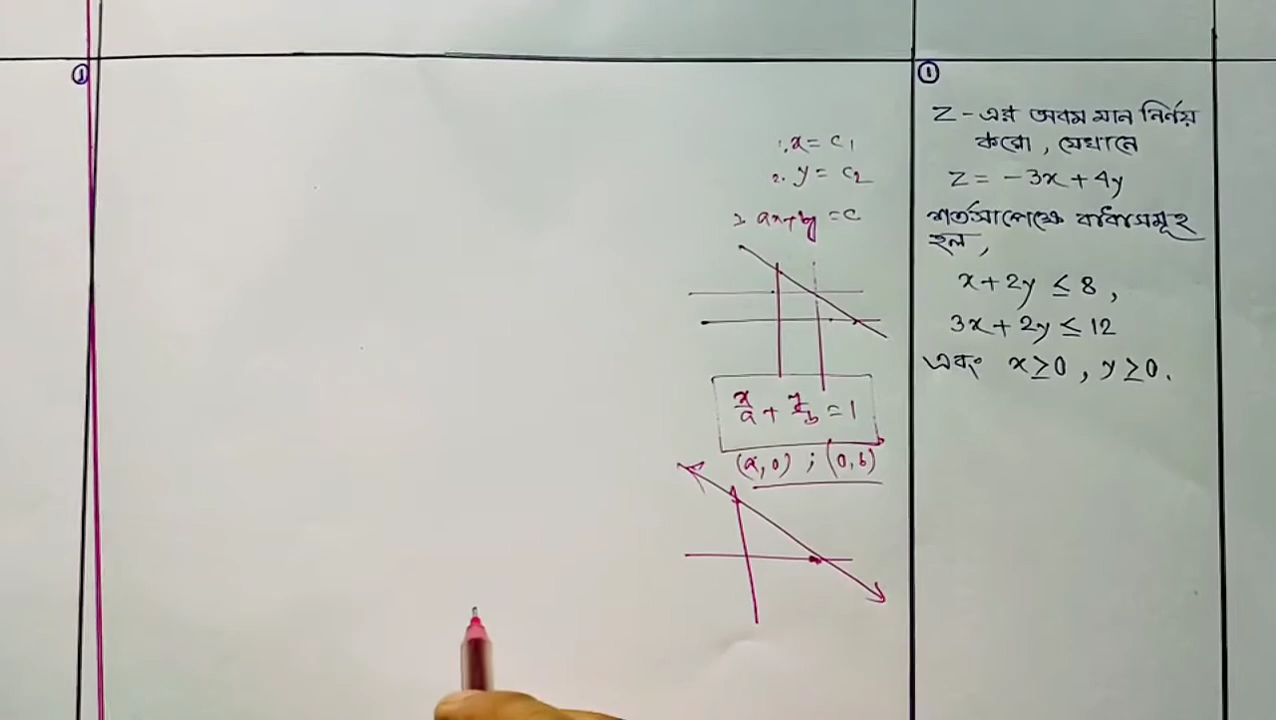 ①
1. x = c₁
2. y = c₂
3. ax+by = c
x/a + y/b = 1
(a, 0) ; (0, b)
①
Z - এর অবম মান নির্ণয়
করো, যেখানে
Z = -3x + 4y
শর্তসাপেক্ষে বাধাসমূহ
হল,
x + 2y ≤ 8,
3x + 2y ≤ 12
এবং x ≥ 0, y ≥ 0.